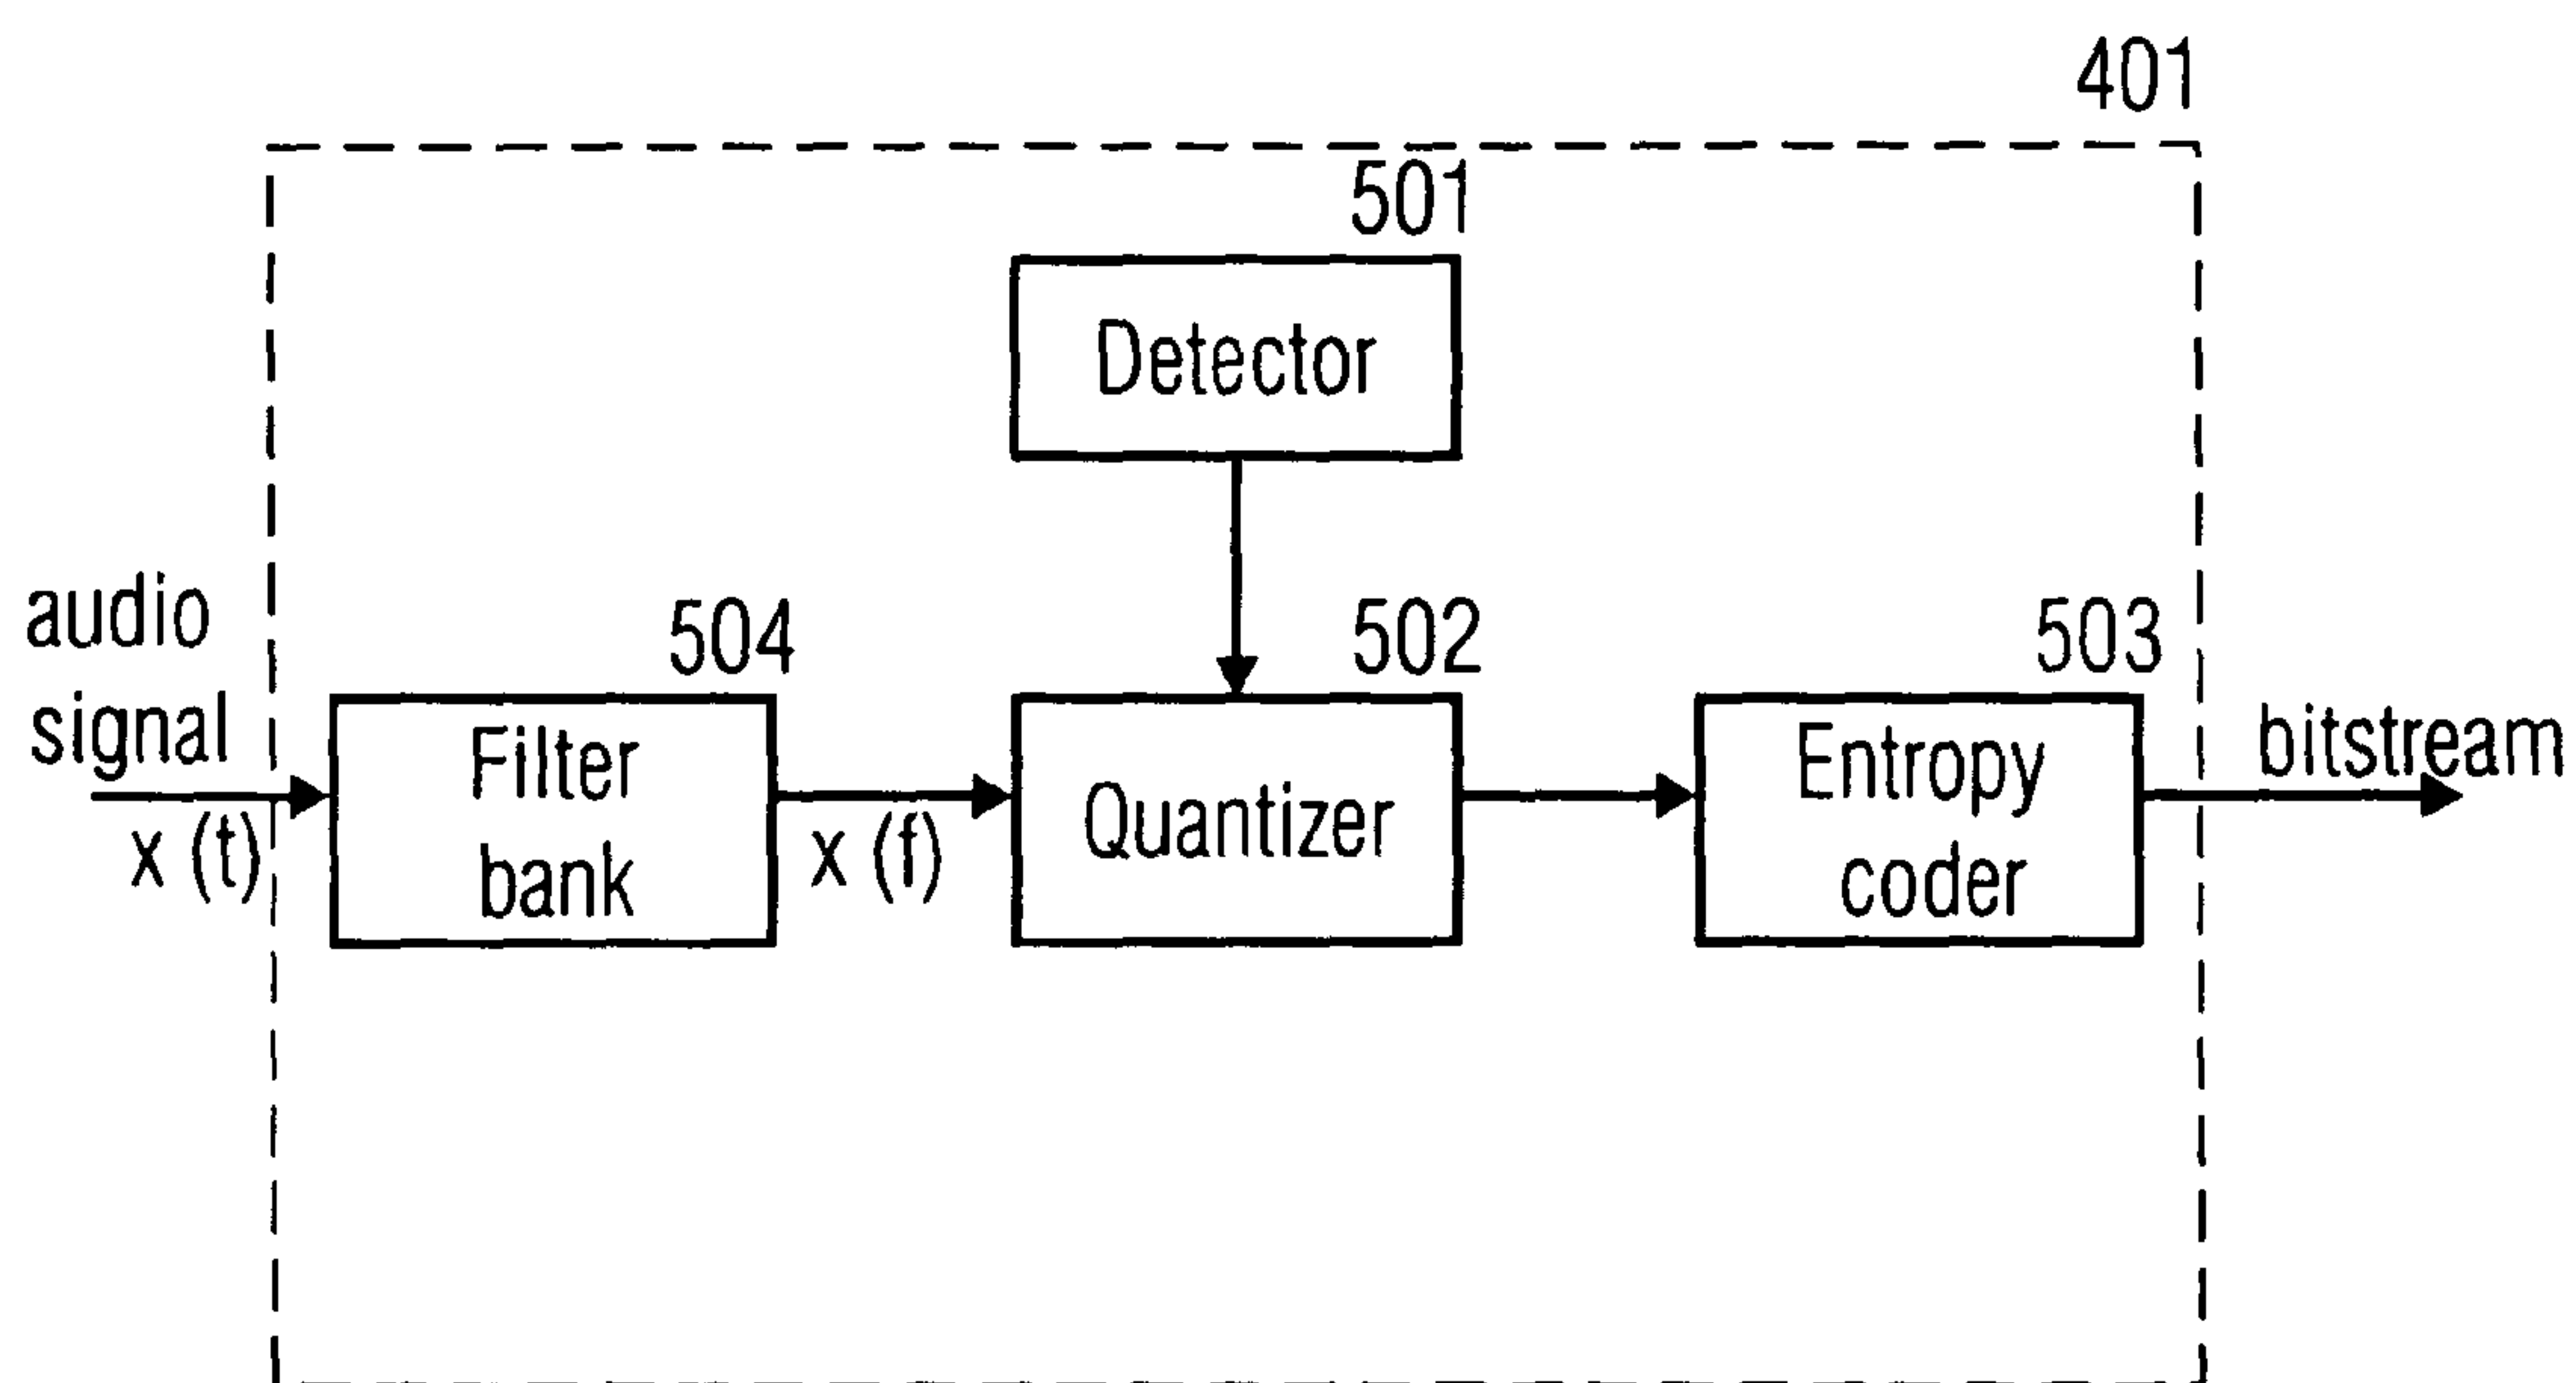 401
501
Detector
audio
signal
x (t)
504
Filter
bank
x (f)
502
Quantizer
503
Entropy
coder
bitstream